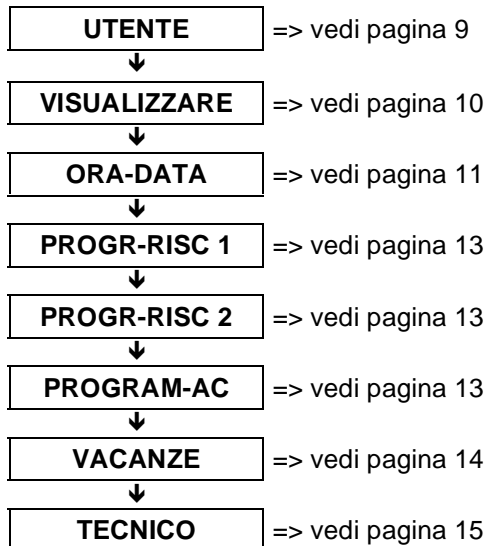 UTENTE => vedi pagina 9
VISUALIZZARE => vedi pagina 10
ORA-DATA => vedi pagina 11
PROGR-RISC 1 => vedi pagina 13
PROGR-RISC 2 => vedi pagina 13
PROGRAM-AC => vedi pagina 13
VACANZE => vedi pagina 14
TECNICO => vedi pagina 15